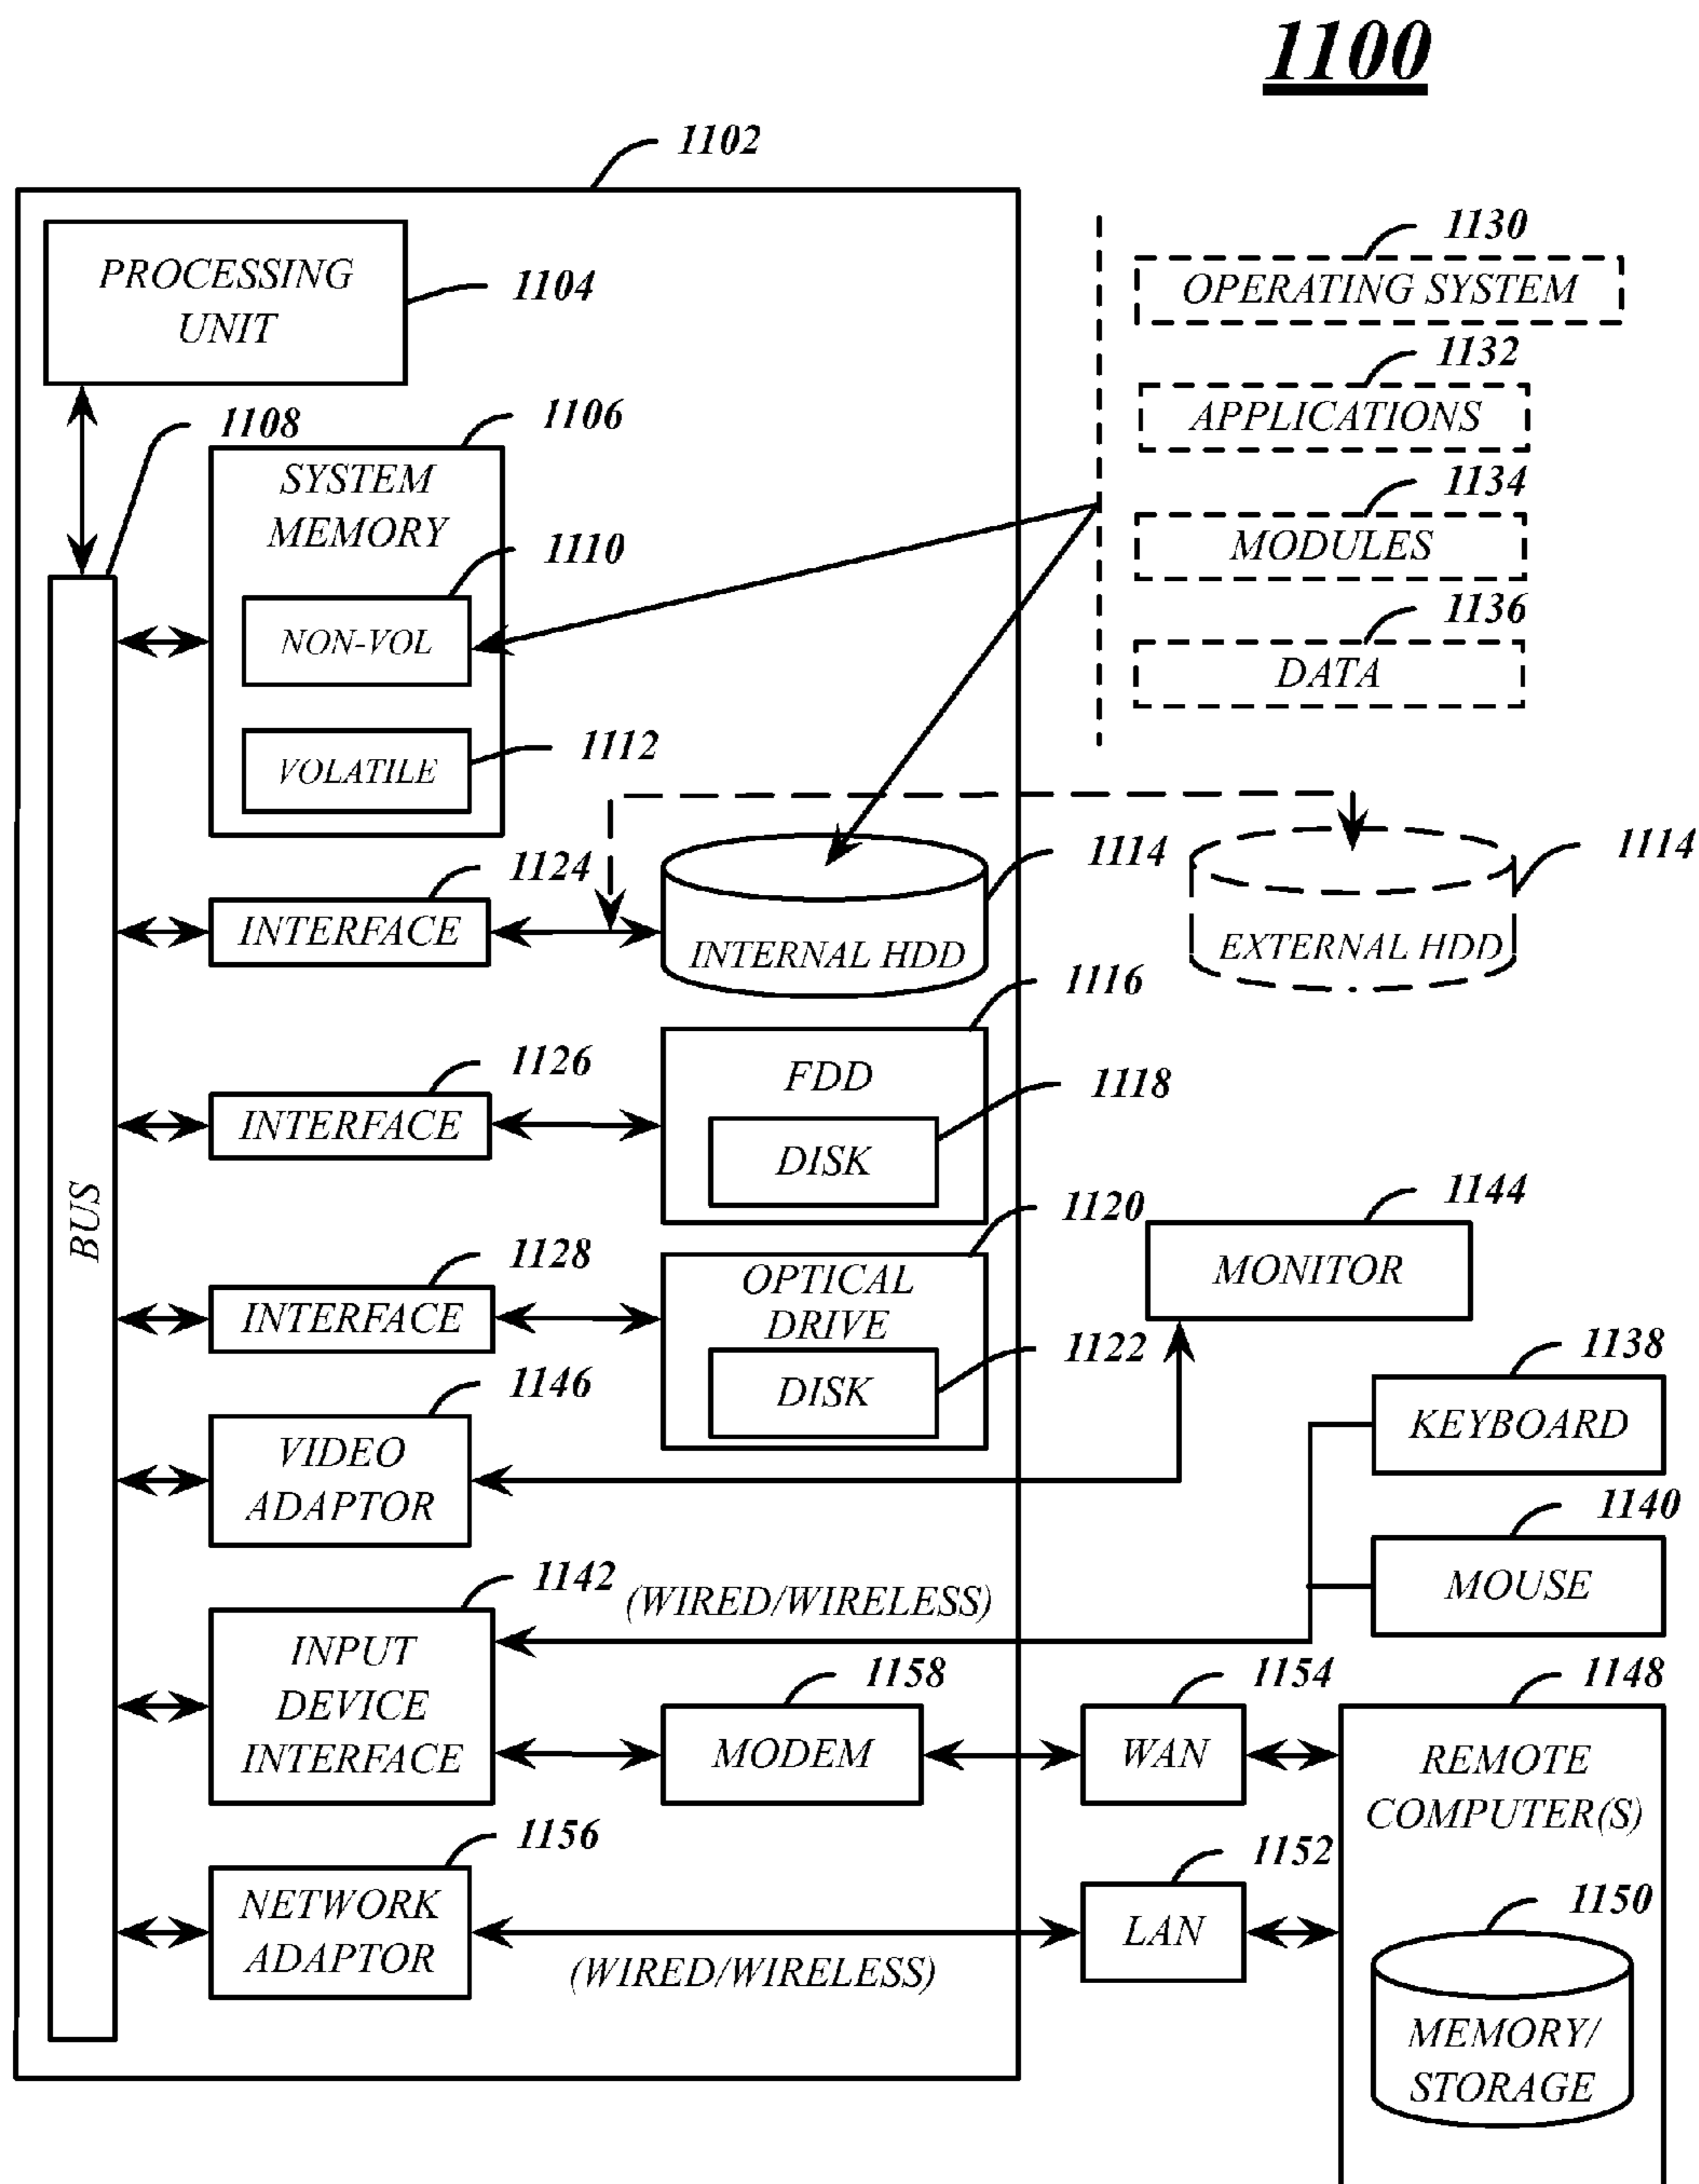 1100
1102
PROCESSING
UNIT
1104
1108
1106
SYSTEM
MEMORY
1110
NON-VOL
1112
VOLATILE
1130
OPERATING SYSTEM
1132
APPLICATIONS
1134
MODULES
1136
DATA
BUS
1124
INTERFACE
1114
INTERNAL HDD
1114
EXTERNAL HDD
1126
INTERFACE
1116
FDD
1118
DISK
1128
INTERFACE
1120
OPTICAL
DRIVE
1122
DISK
1144
MONITOR
1146
VIDEO
ADAPTOR
1138
KEYBOARD
1140
MOUSE
1142
INPUT
DEVICE
INTERFACE
(WIRED/WIRELESS)
1158
MODEM
1154
WAN
1148
REMOTE
COMPUTER(S)
1156
NETWORK
ADAPTOR
(WIRED/WIRELESS)
1152
LAN
1150
MEMORY/
STORAGE